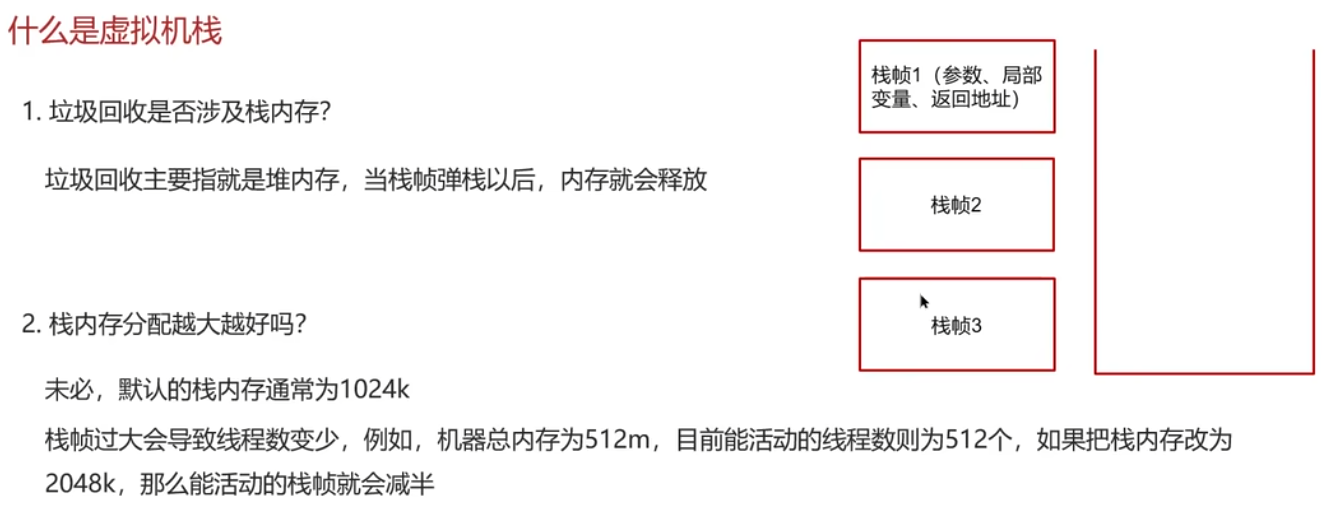 什么是虚拟机栈
1. 垃圾回收是否涉及栈内存？
垃圾回收主要指就是堆内存，当栈帧弹栈以后，内存就会释放
2. 栈内存分配越大越好吗？
未必，默认的栈内存通常为1024k
栈帧过大会导致线程数变少，例如，机器总内存为512m，目前能活动的线程数则为512个，如果把栈内存改为
2048k，那么能活动的栈帧就会减半
栈帧1（参数、局部
变量、返回地址）
栈帧2
栈帧3